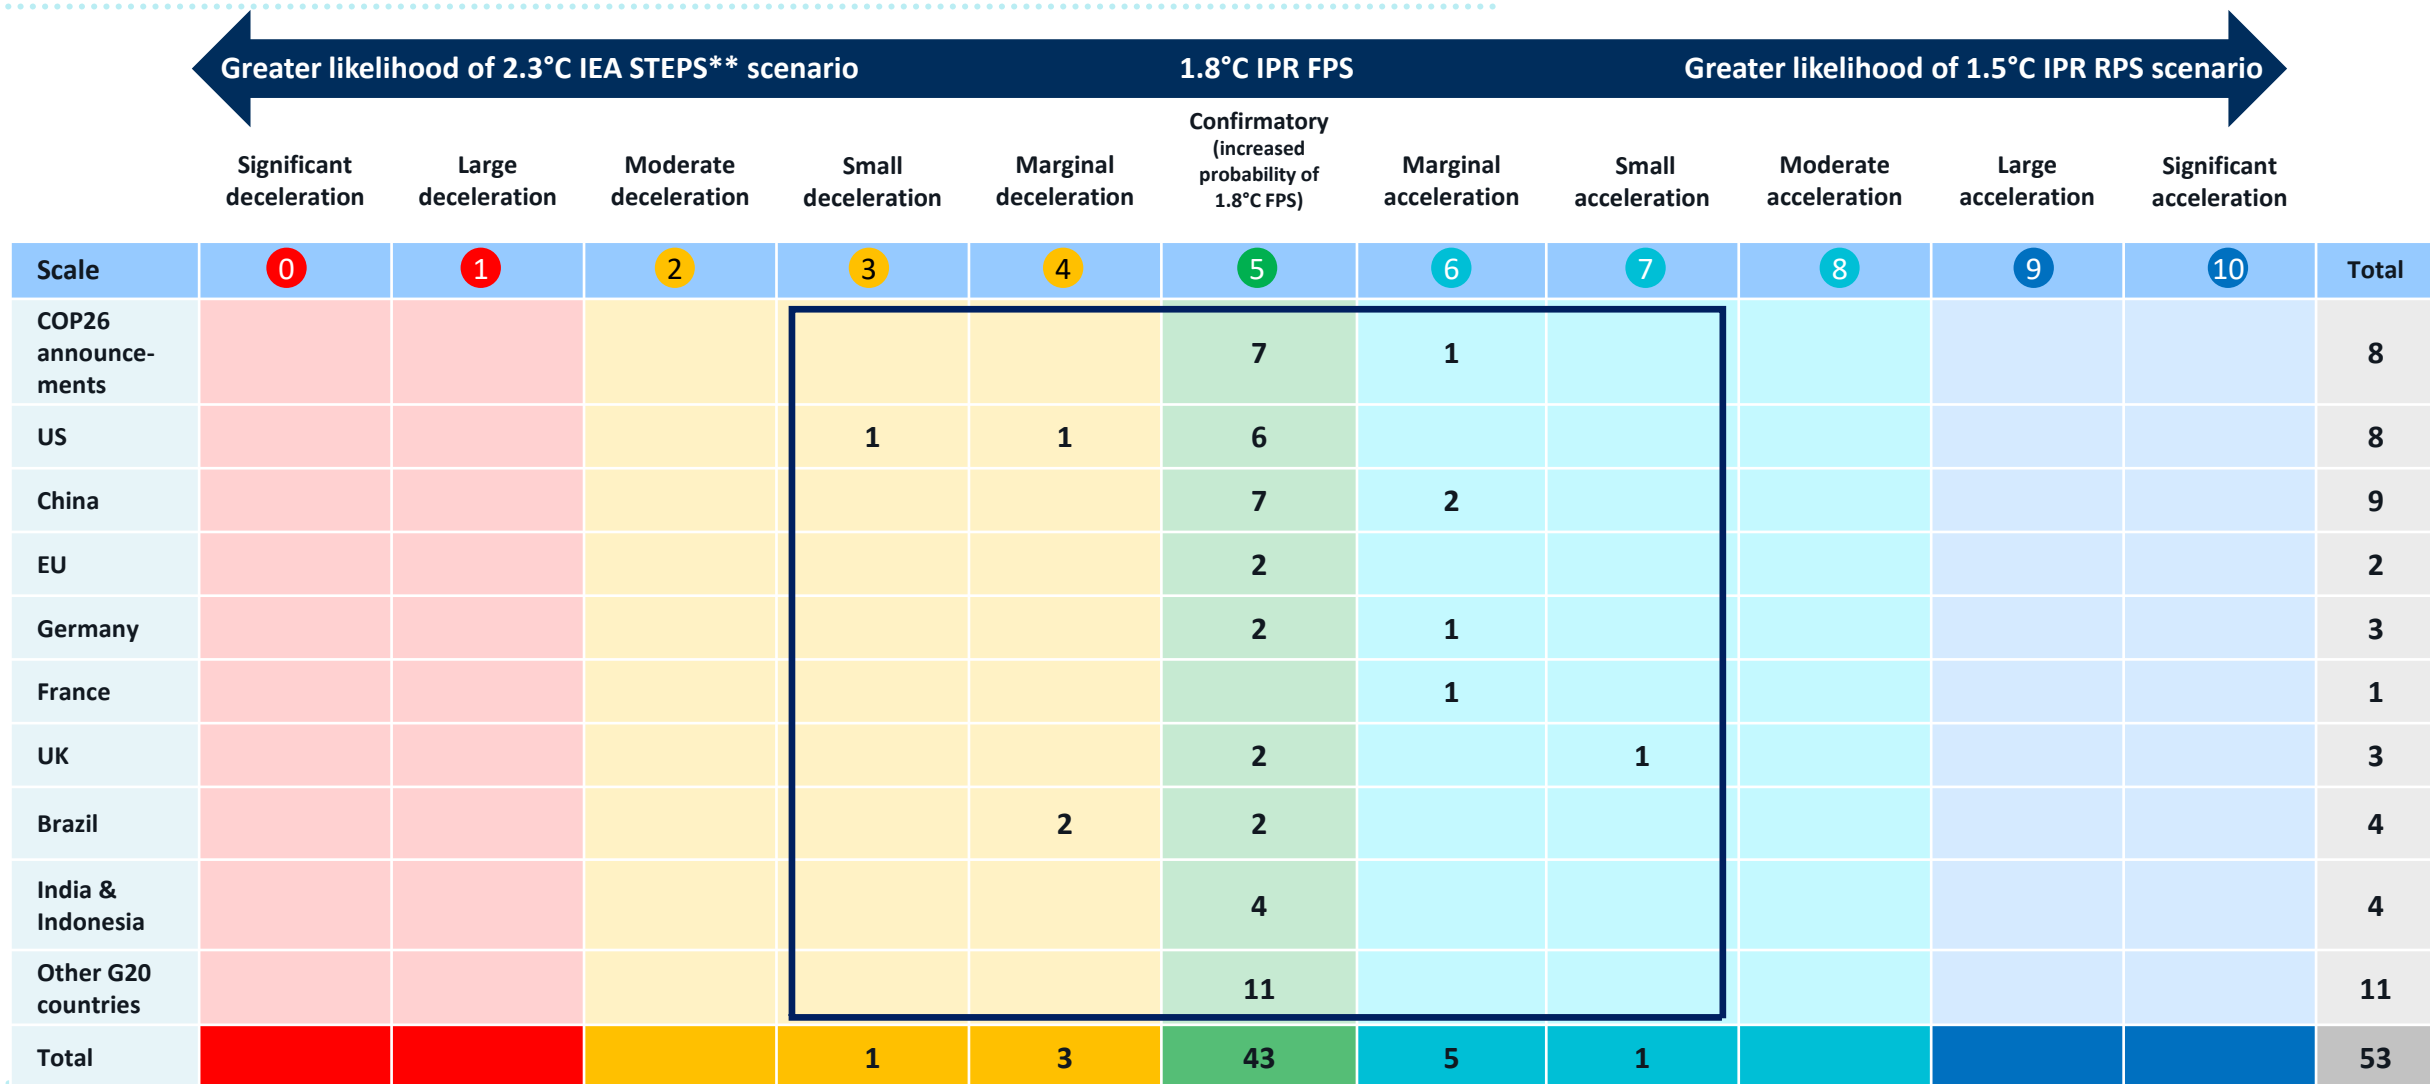 Greater likelihood of 2.3°C IEA STEPS** scenario 1.8°C IPR FPS Greater likelihood of 1.5°C IPR RPS scenario
Significant deceleration
Large deceleration
Moderate deceleration
Small deceleration
Marginal deceleration
Confirmatory
(increased
probability of
1.8°C FPS)
Marginal acceleration
Small acceleration
Moderate acceleration
Large acceleration
Significant acceleration
Scale 0 1 2 3 4 5 6 7 8 9 10 Total
COP26
announce-
ments 7 1 8
US 1 1 6 8
China 7 2 9
EU 2 2
Germany 2 1 3
France 1 1
UK 2 1 3
Brazil 2 2 4
India &
Indonesia 4 4
Other G20
countries 11 11
Total 1 3 43 5 1 53